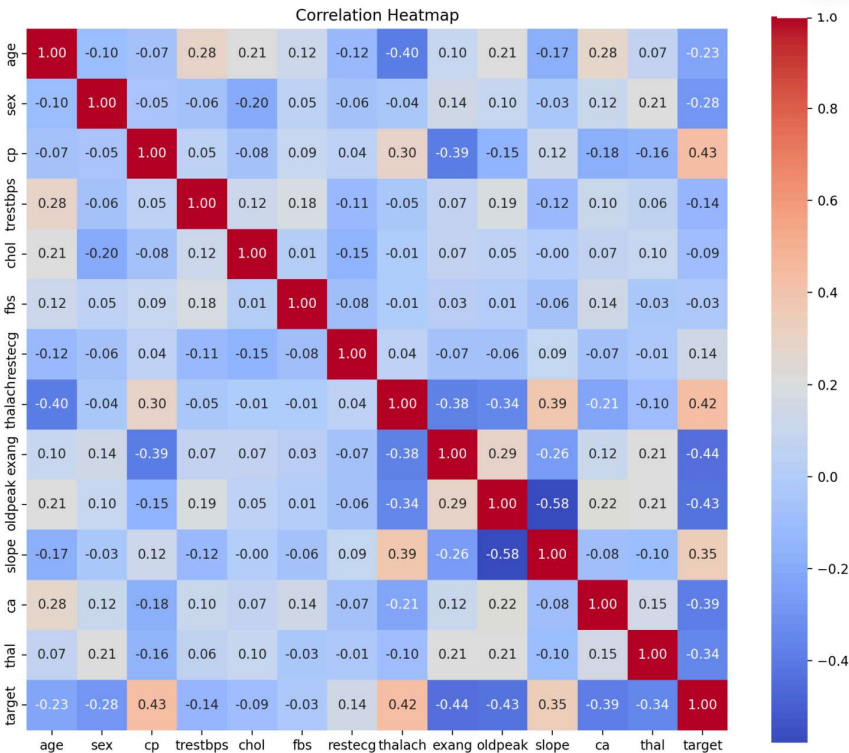 Correlation Heatmap
age 1.00 -0.10 -0.07 0.28 0.21 0.12 -0.12 -0.40 0.10 0.21 -0.17 0.28 0.07 -0.23
sex -0.10 1.00 -0.05 -0.06 -0.20 0.05 -0.06 -0.04 0.14 0.10 -0.03 0.12 0.21 -0.28
cp -0.07 -0.05 1.00 0.05 -0.08 0.09 0.04 0.30 -0.39 -0.15 0.12 -0.18 -0.16 0.43
trestbps 0.28 -0.06 0.05 1.00 0.12 0.18 -0.11 -0.05 0.07 0.19 -0.12 0.10 0.06 -0.14
chol 0.21 -0.20 -0.08 0.12 1.00 0.01 -0.15 -0.01 0.07 0.05 -0.00 0.07 0.10 -0.09
fbs 0.12 0.05 0.09 0.18 0.01 1.00 -0.08 -0.01 0.03 0.01 -0.06 0.14 -0.03 -0.03
restecg -0.12 -0.06 0.04 -0.11 -0.15 -0.08 1.00 0.04 -0.07 -0.06 0.09 -0.07 -0.01 0.14
thalach -0.40 -0.04 0.30 -0.05 -0.01 -0.01 0.04 1.00 -0.38 -0.34 0.39 -0.21 -0.10 0.42
exang 0.10 0.14 -0.39 0.07 0.07 0.03 -0.07 -0.38 1.00 0.29 -0.26 0.12 0.21 -0.44
oldpeak 0.21 0.10 -0.15 0.19 0.05 0.01 -0.06 -0.34 0.29 1.00 -0.58 0.22 0.21 -0.43
slope -0.17 -0.03 0.12 -0.12 -0.00 -0.06 0.09 0.39 -0.26 -0.58 1.00 -0.08 -0.10 0.35
ca 0.28 0.12 -0.18 0.10 0.07 0.14 -0.07 -0.21 0.12 0.22 -0.08 1.00 0.15 -0.39
thal 0.07 0.21 -0.16 0.06 0.10 -0.03 -0.01 -0.10 0.21 0.21 -0.10 0.15 1.00 -0.34
target -0.23 -0.28 0.43 -0.14 -0.09 -0.03 0.14 0.42 -0.44 -0.43 0.35 -0.39 -0.34 1.00
age sex cp trestbps chol fbs restecg thalach exang oldpeak slope ca thal target
1.0
0.8
0.6
0.4
0.2
0.0
−0.2
−0.4